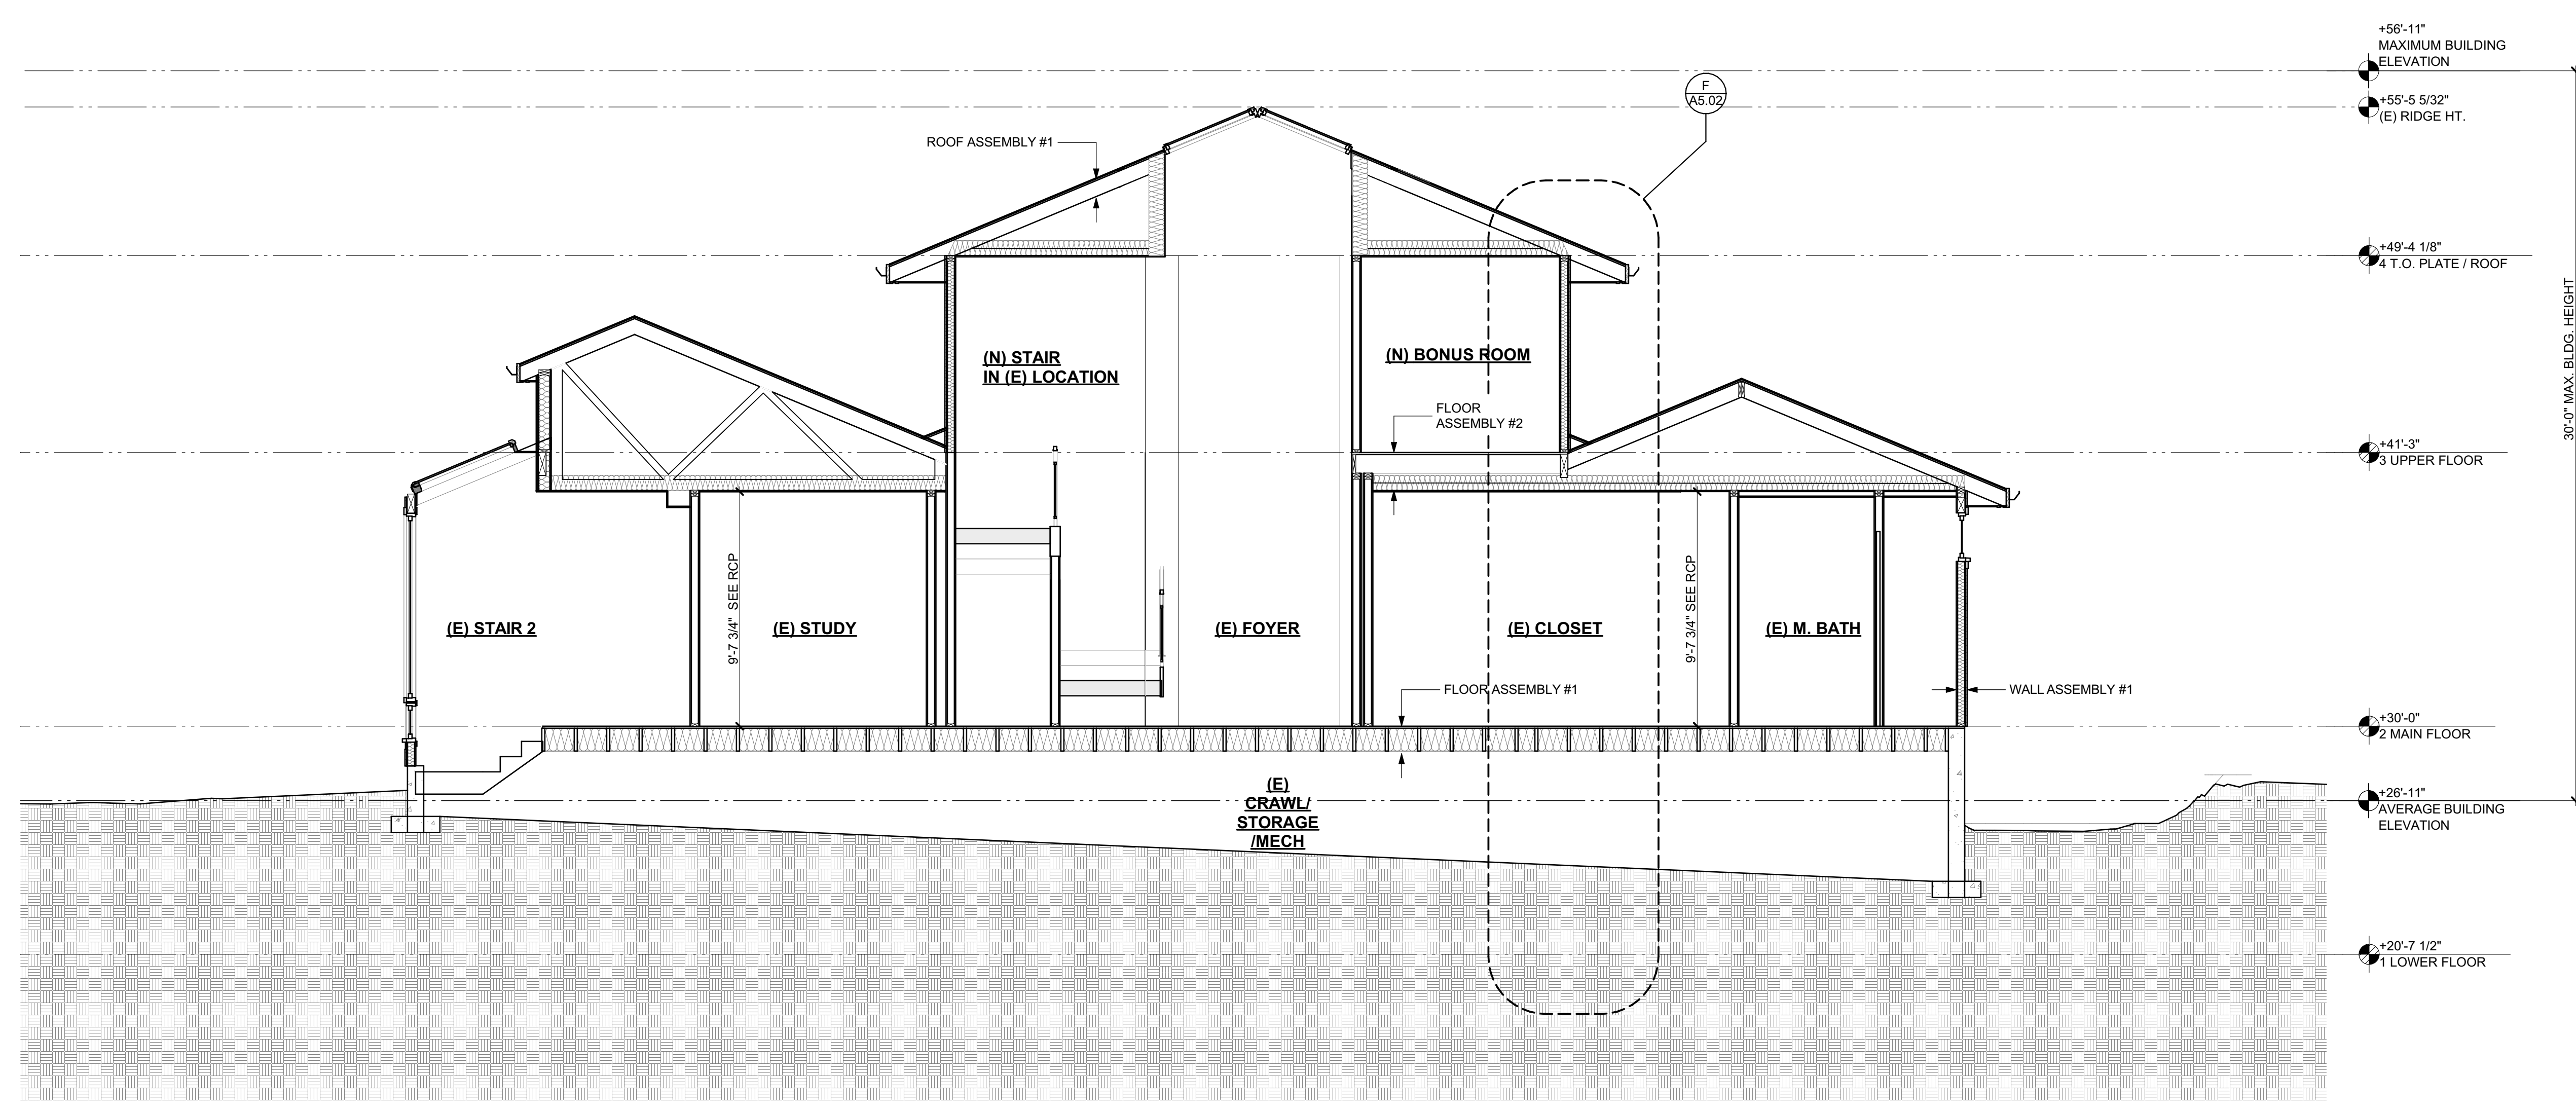 +56'-11"
MAXIMUM BUILDING
ELEVATION
F
A5.02
+55'-5 5/32"
(E) RIDGE HT.
ROOF ASSEMBLY #1
+49'-4 1/8"
4 T.O. PLATE / ROOF
30'-0" MAX. BLDG. HEIGHT
(N) STAIR
IN (E) LOCATION
(N) BONUS ROOM
FLOOR
ASSEMBLY #2
+41'-3"
3 UPPER FLOOR
9'-7 3/4" SEE RCP
9'-7 3/4" SEE RCP
(E) STAIR 2
(E) STUDY
(E) FOYER
(E) CLOSET
(E) M. BATH
FLOOR ASSEMBLY #1
WALL ASSEMBLY #1
+30'-0"
2 MAIN FLOOR
(E)
CRAWL/
STORAGE
/MECH
+26'-11"
AVERAGE BUILDING
ELEVATION
+20'-7 1/2"
1 LOWER FLOOR